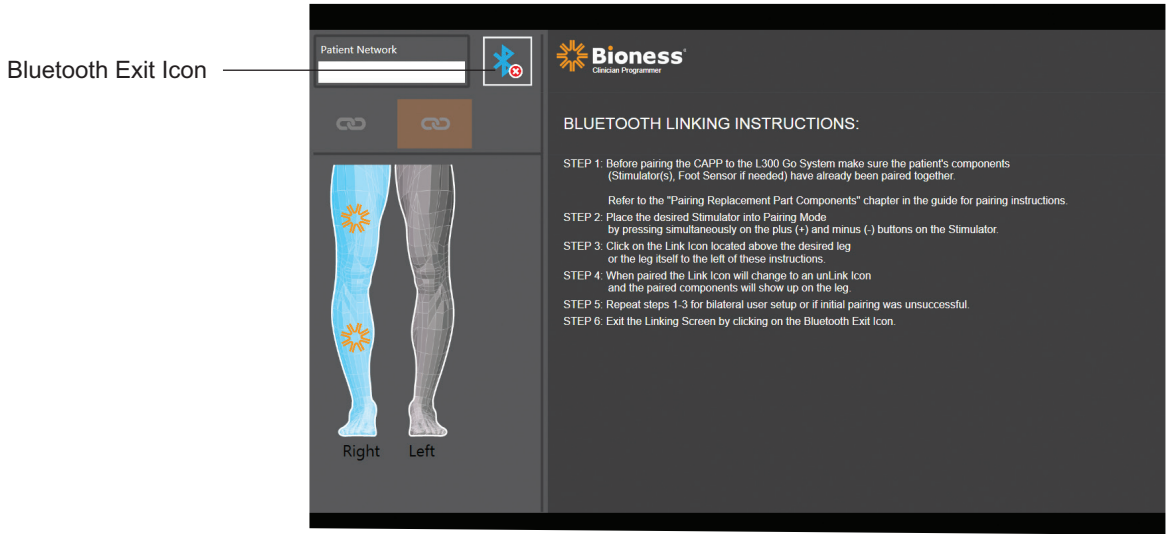 Bluetooth Exit Icon
Patient Network
Bioness
Clinician Programmer
BLUETOOTH LINKING INSTRUCTIONS:
STEP 1: Before pairing the CAPP to the L300 Go System make sure the patient's components
(Stimulator(s), Foot Sensor if needed) have already been paired together.
Refer to the "Pairing Replacement Part Components" chapter in the guide for pairing instructions.
STEP 2: Place the desired Stimulator into Pairing Mode
by pressing simultaneously on the plus (+) and minus (-) buttons on the Stimulator.
STEP 3: Click on the Link Icon located above the desired leg
or the leg itself to the left of these instructions.
STEP 4: When paired the Link Icon will change to an unLink Icon
and the paired components will show up on the leg.
STEP 5: Repeat steps 1-3 for bilateral user setup or if initial pairing was unsuccessful.
STEP 6: Exit the Linking Screen by clicking on the Bluetooth Exit Icon.
Right Left